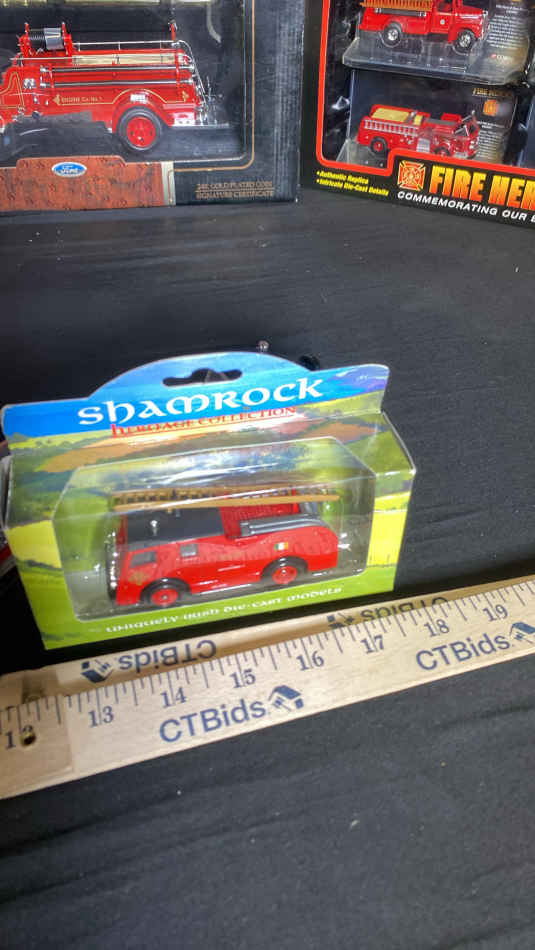 ENGINE Co. No. 1
Ford
24K GOLD PLATED COIN
SIGNATURE CERTIFICATE
FIRE HER
• Authentic Replica
• Intricate Die-Cast Details
FIRE HER
COMMEMORATING OUR
SHAMROCK
HERITAGE COLLECTION
UNIQUELY IRISH DIE-CAST MODELS
CTBids
s.CTBids
13 14 15 16 17 18 19
CTBids
CTBids